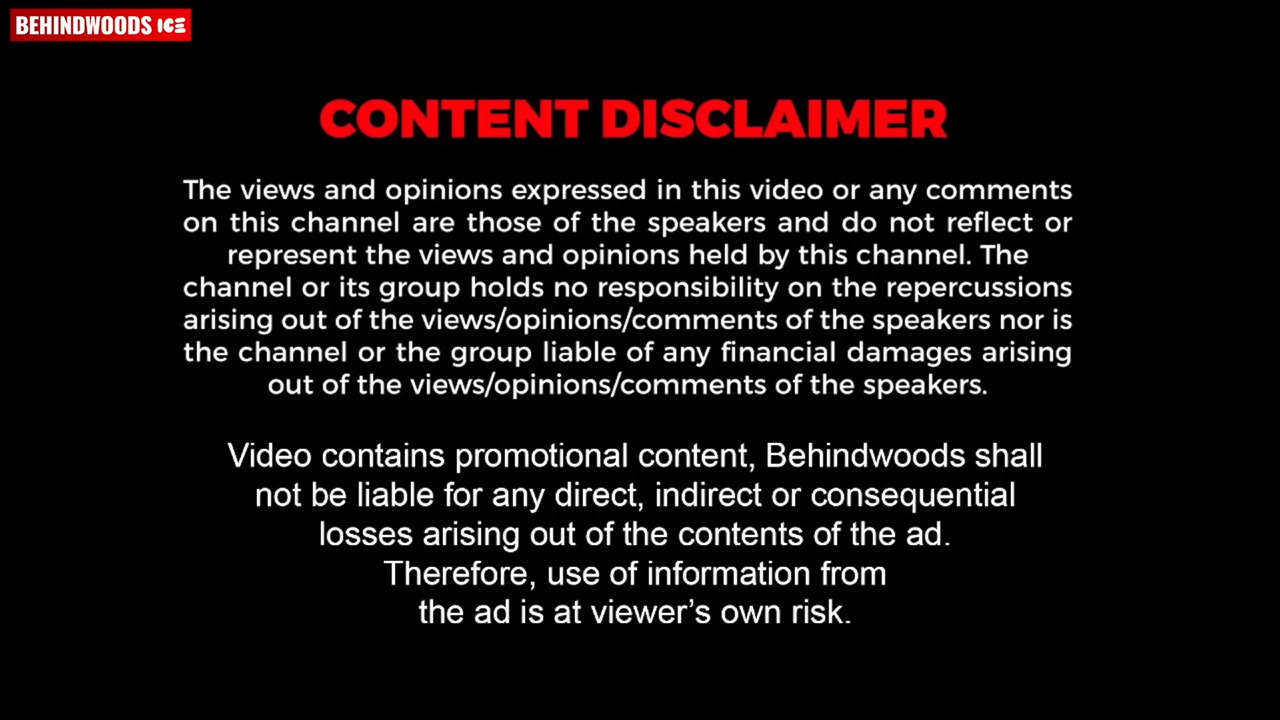 BEHINDWOODS ICE
CONTENT DISCLAIMER
The views and opinions expressed in this video or any comments
on this channel are those of the speakers and do not reflect or
represent the views and opinions held by this channel. The
channel or its group holds no responsibility on the repercussions
arising out of the views/opinions/comments of the speakers nor is
the channel or the group liable of any financial damages arising
out of the views/opinions/comments of the speakers.
Video contains promotional content, Behindwoods shall
not be liable for any direct, indirect or consequential
losses arising out of the contents of the ad.
Therefore, use of information from
the ad is at viewer’s own risk.